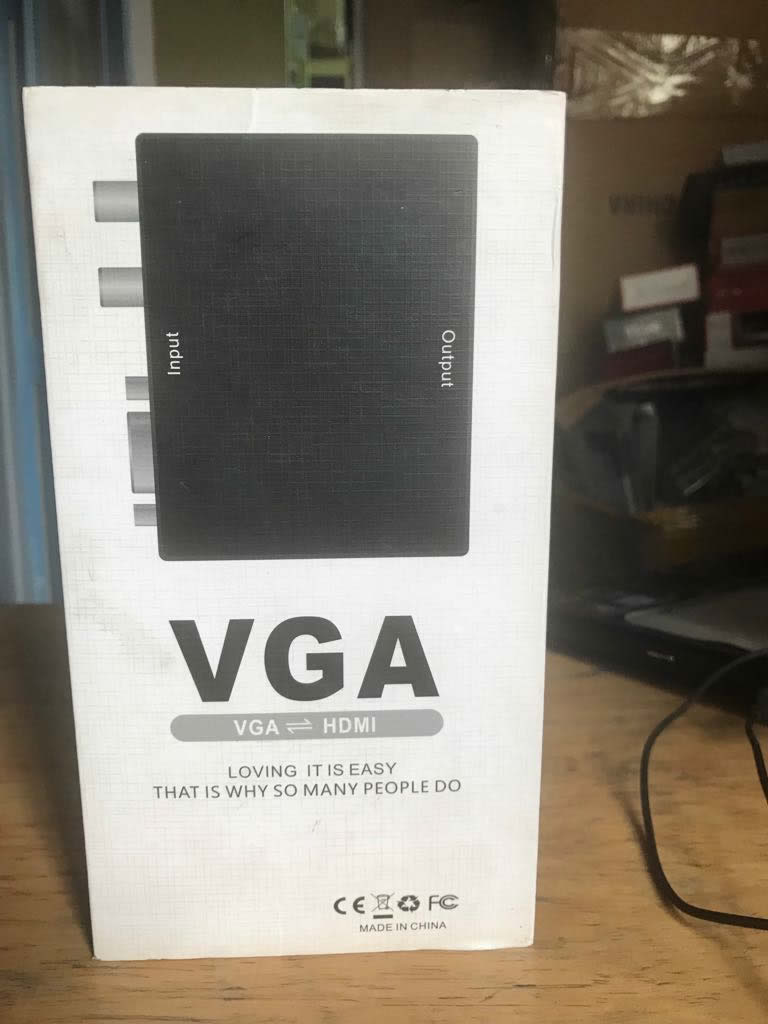 Input
Output
VGA
VGA ⇌ HDMI
LOVING IT IS EASY
THAT IS WHY SO MANY PEOPLE DO
CE FC
MADE IN CHINA